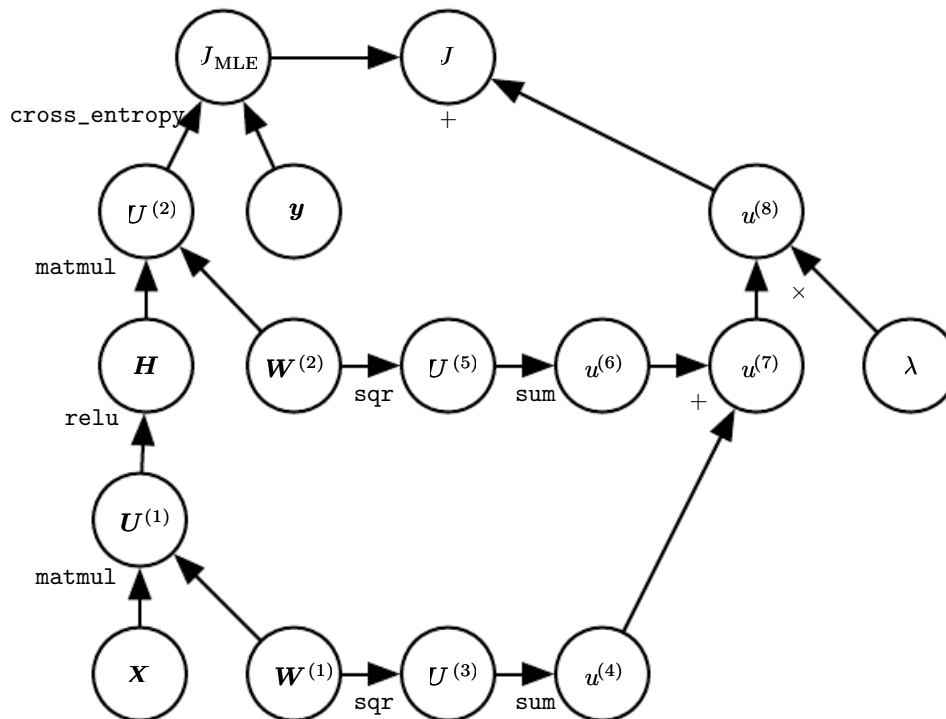 J_MLE J
cross_entropy +
U^(2) y u^(8)
matmul ×
H W^(2) U^(5) u^(6) u^(7) λ
relu sqr sum +
U^(1)
matmul
X W^(1) U^(3) u^(4)
sqr sum